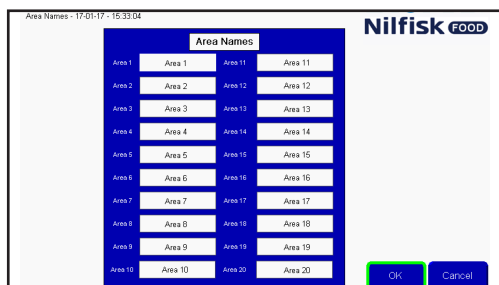 Area Names - 17-01-17 - 15:33:04
Nilfisk FOOD
Area Names
Area 1 Area 1 Area 11 Area 11
Area 2 Area 2 Area 12 Area 12
Area 3 Area 3 Area 13 Area 13
Area 4 Area 4 Area 14 Area 14
Area 5 Area 5 Area 15 Area 15
Area 6 Area 6 Area 16 Area 16
Area 7 Area 7 Area 17 Area 17
Area 8 Area 8 Area 18 Area 18
Area 9 Area 9 Area 19 Area 19
Area 10 Area 10 Area 20 Area 20
OK Cancel